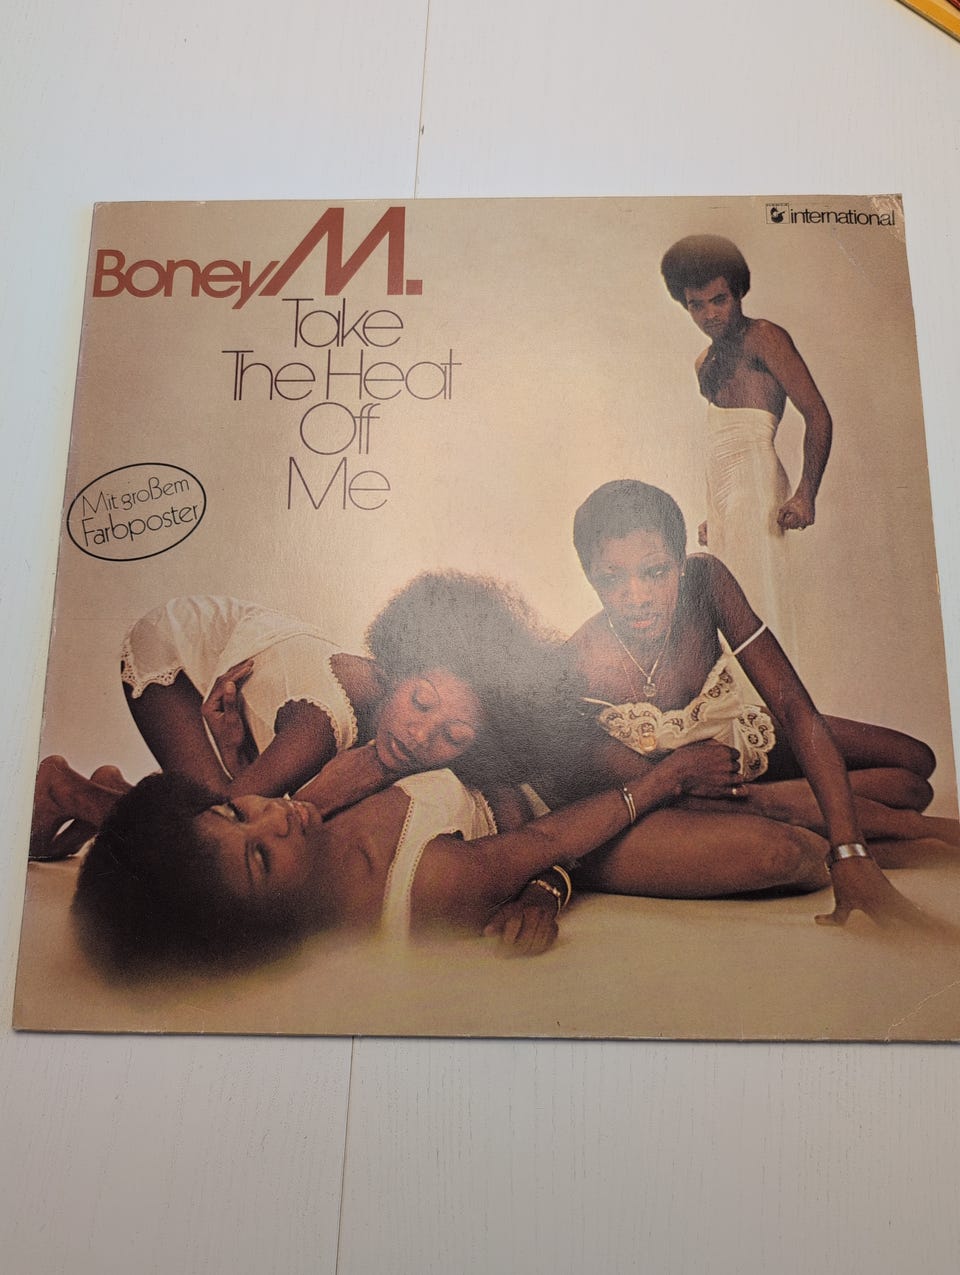 Boney M.
Take
The Heat
Off
Me
international
Mit großem
Farbposter